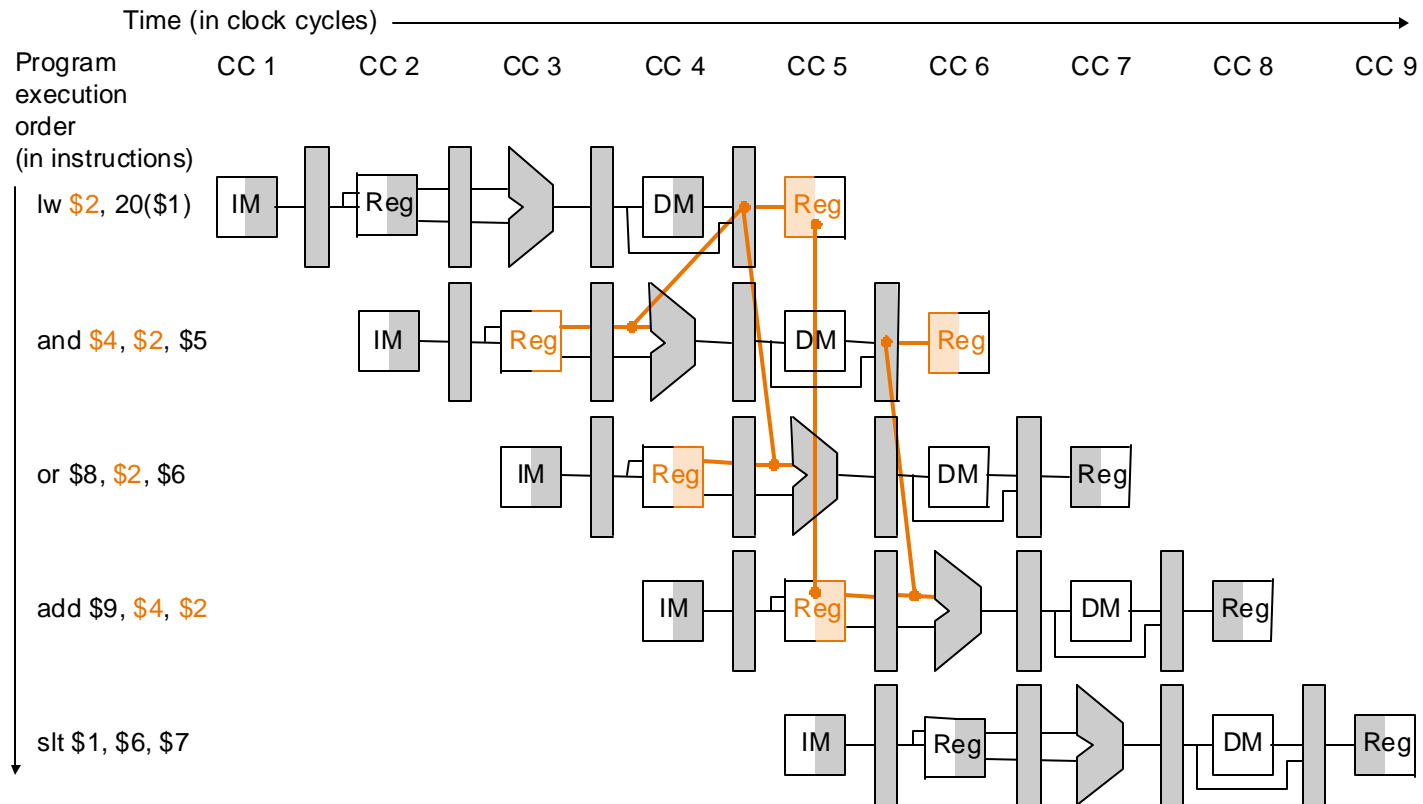 Time (in clock cycles)
Program
execution
order
(in instructions)
CC 1 CC 2 CC 3 CC 4 CC 5 CC 6 CC 7 CC 8 CC 9
lw $2, 20($1) IM Reg DM Reg
and $4, $2, $5 IM Reg DM Reg
or $8, $2, $6 IM Reg DM Reg
add $9, $4, $2 IM Reg DM Reg
slt $1, $6, $7 IM Reg DM Reg